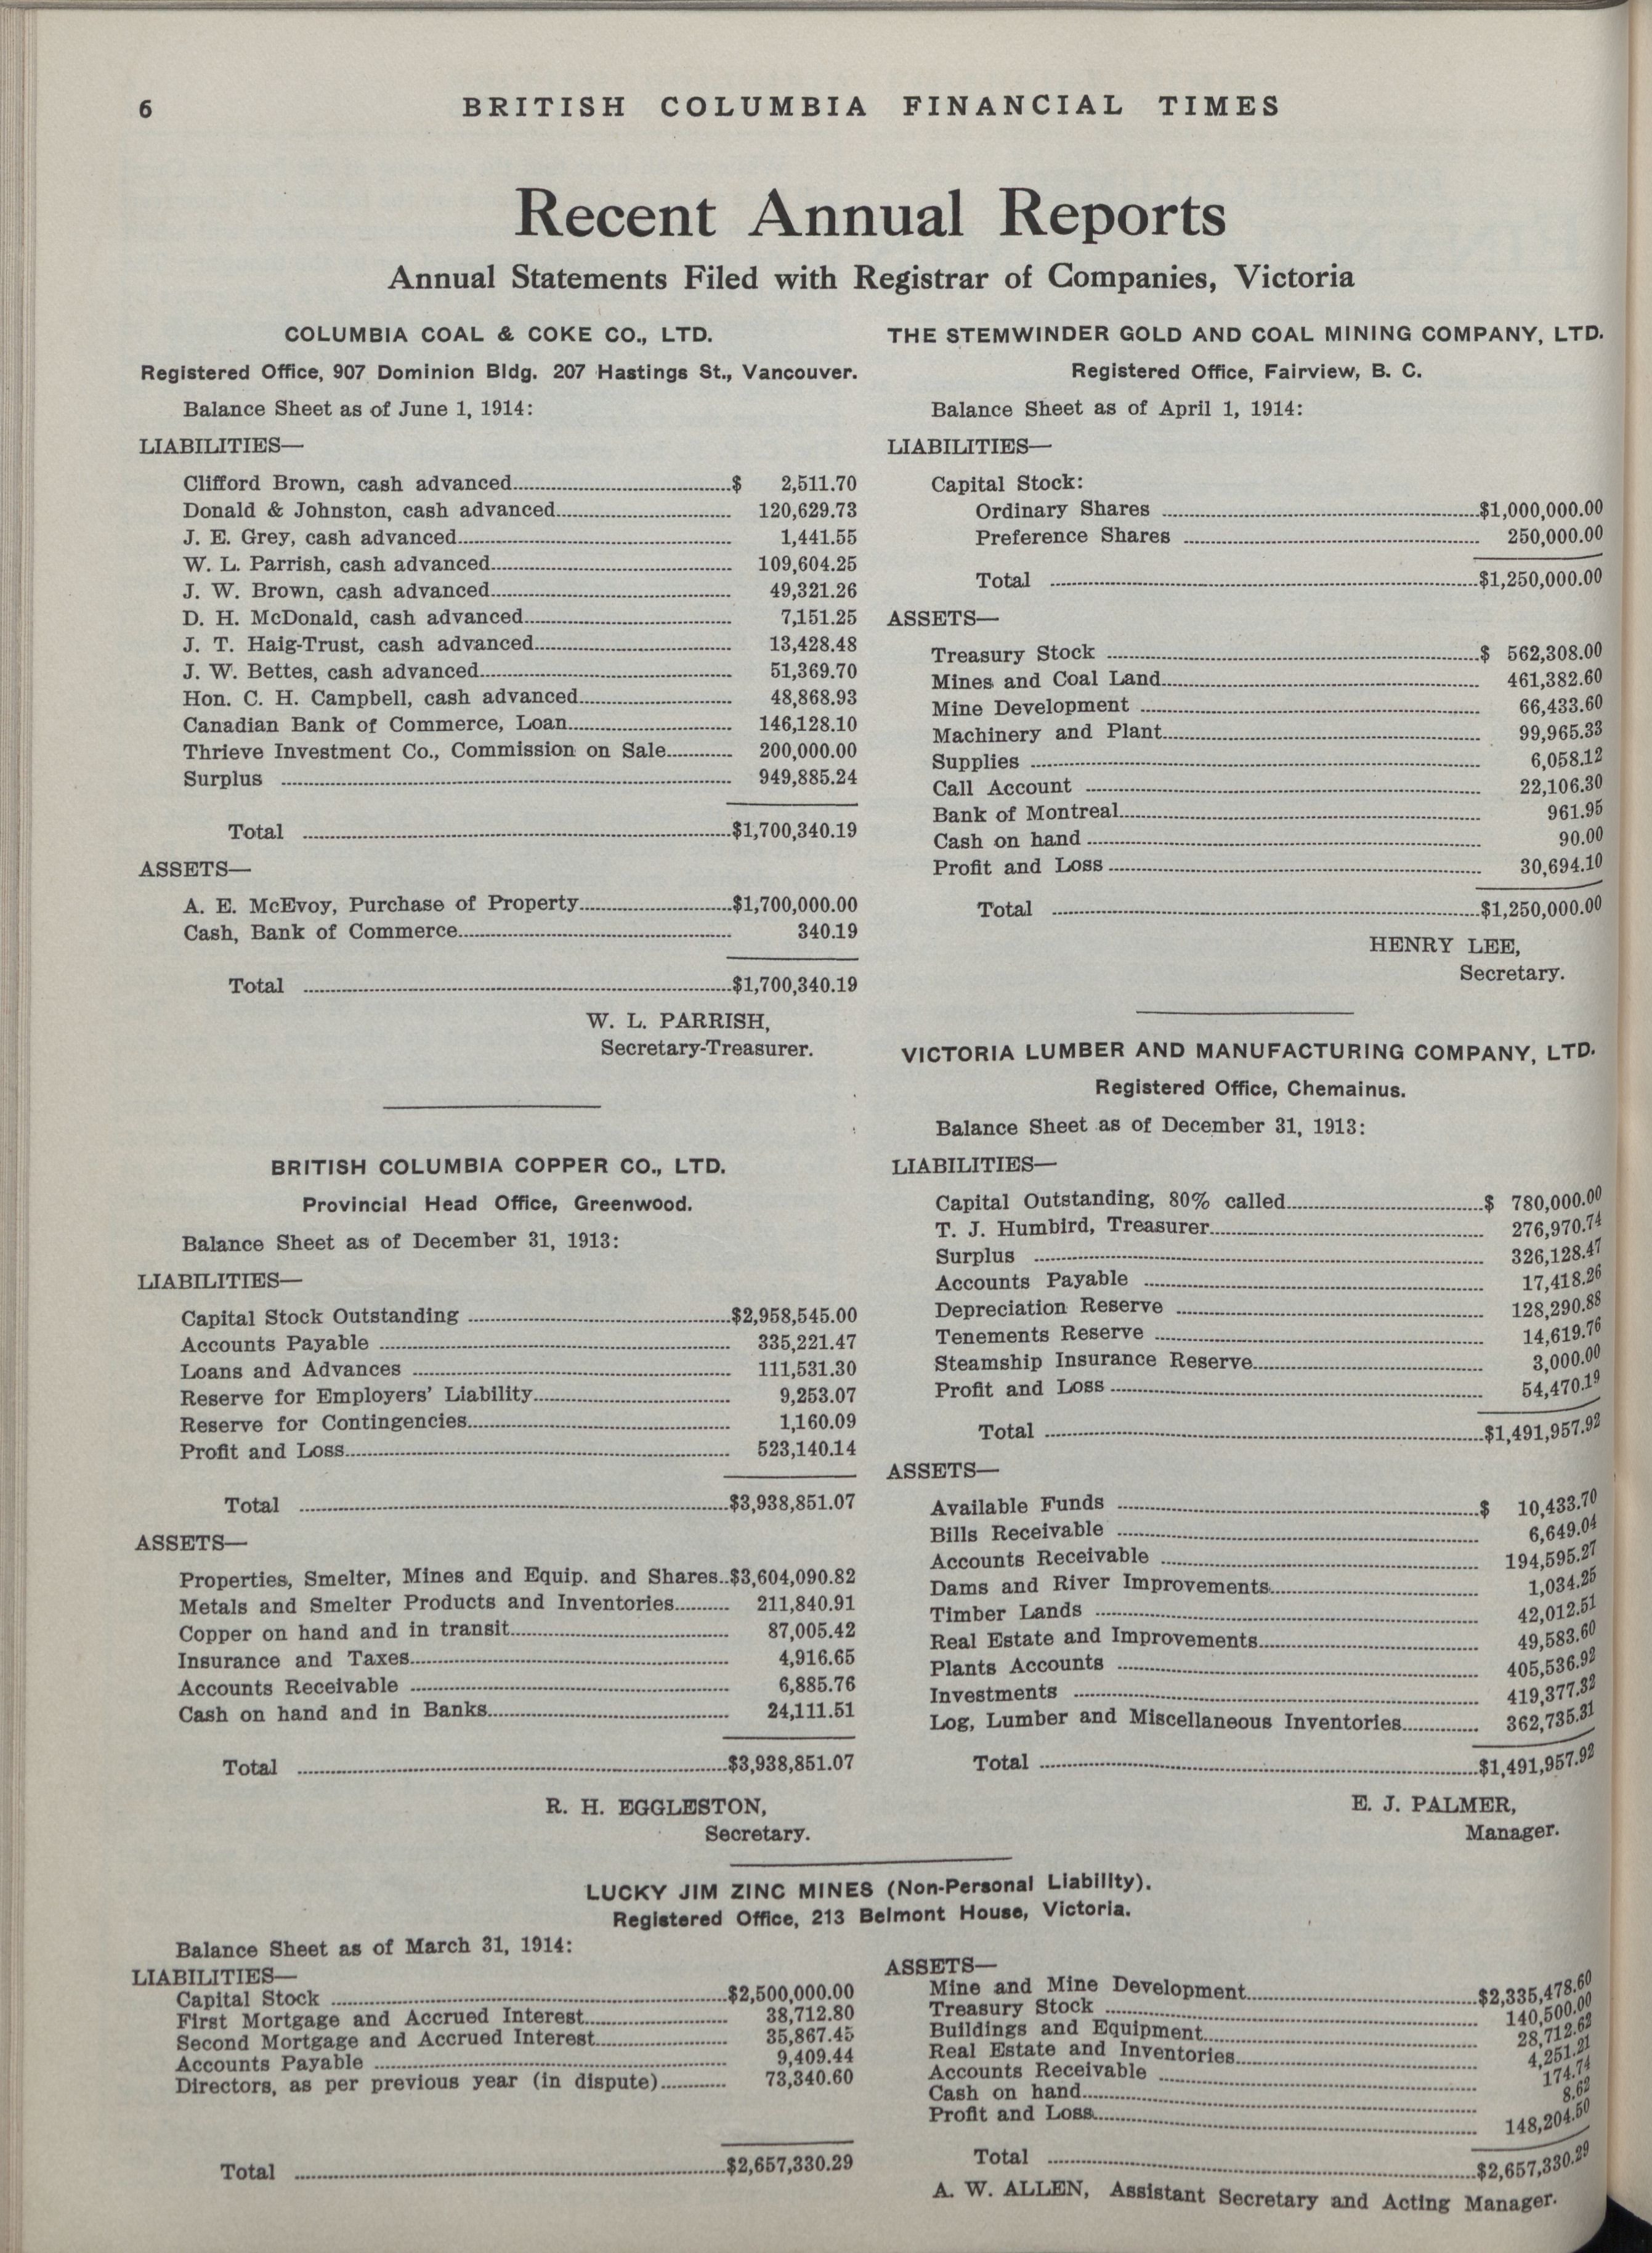 6
BRITISH COLUMBIA FINANCIAL TIMES
Recent Annual Reports
Annual Statements Filed with Registrar of Companies, Victoria
COLUMBIA COAL & COKE CO., LTD.
Registered Office, 907 Dominion Bldg. 207 Hastings St., Vancouver.
Balance Sheet as of June 1, 1914:
LIABILITIES—
Clifford Brown, cash advanced $ 2,511.70
Donald & Johnston, cash advanced 120,629.73
J. E. Grey, cash advanced 1,441.55
W. L. Parrish, cash advanced 109,604.25
J. W. Brown, cash advanced 49,321.26
D. H. McDonald, cash advanced 7,151.25
J. T. Haig-Trust, cash advanced 13,428.48
J. W. Bettes, cash advanced 51,369.70
Hon. C. H. Campbell, cash advanced 48,868.93
Canadian Bank of Commerce, Loan 146,128.10
Thrieve Investment Co., Commission on Sale 200,000.00
Surplus 949,885.24
Total $1,700,340.19
ASSETS—
A. E. McEvoy, Purchase of Property $1,700,000.00
Cash, Bank of Commerce 340.19
Total $1,700,340.19
W. L. PARRISH,
Secretary-Treasurer.
BRITISH COLUMBIA COPPER CO., LTD.
Provincial Head Office, Greenwood.
Balance Sheet as of December 31, 1913:
LIABILITIES—
Capital Stock Outstanding $2,958,545.00
Accounts Payable 335,221.47
Loans and Advances 111,531.30
Reserve for Employers' Liability 9,253.07
Reserve for Contingencies 1,160.09
Profit and Loss 523,140.14
Total $3,938,851.07
ASSETS—
Properties, Smelter, Mines and Equip. and Shares..$3,604,090.82
Metals and Smelter Products and Inventories 211,840.91
Copper on hand and in transit 87,005.42
Insurance and Taxes 4,916.65
Accounts Receivable 6,885.76
Cash on hand and in Banks 24,111.51
Total $3,938,851.07
R. H. EGGLESTON,
Secretary.
THE STEMWINDER GOLD AND COAL MINING COMPANY, LTD.
Registered Office, Fairview, B. C.
Balance Sheet as of April 1, 1914:
LIABILITIES—
Capital Stock:
Ordinary Shares $1,000,000.00
Preference Shares 250,000.00
Total $1,250,000.00
ASSETS—
Treasury Stock $ 562,308.00
Mines and Coal Land 461,382.60
Mine Development 66,433.60
Machinery and Plant 99,965.33
Supplies 6,058.12
Call Account 22,106.30
Bank of Montreal 961.95
Cash on hand 90.00
Profit and Loss 30,694.10
Total $1,250,000.00
HENRY LEE,
Secretary.
VICTORIA LUMBER AND MANUFACTURING COMPANY, LTD.
Registered Office, Chemainus.
Balance Sheet as of December 31, 1913:
LIABILITIES—
Capital Outstanding, 80% called $ 780,000.00
T. J. Humbird, Treasurer 276,970.74
Surplus 326,128.47
Accounts Payable 17,418.26
Depreciation Reserve 128,290.88
Tenements Reserve 14,619.76
Steamship Insurance Reserve 3,000.00
Profit and Loss 54,470.19
Total $1,491,957.92
ASSETS—
Available Funds $ 10,433.70
Bills Receivable 6,649.04
Accounts Receivable 194,595.27
Dams and River Improvements 1,034.25
Timber Lands 42,012.51
Real Estate and Improvements 49,583.60
Plants Accounts 405,536.92
Investments 419,377.32
Log, Lumber and Miscellaneous Inventories 362,735.31
Total $1,491,957.92
E. J. PALMER,
Manager.
LUCKY JIM ZINC MINES (Non-Personal Liability).
Registered Office, 213 Belmont House, Victoria.
Balance Sheet as of March 31, 1914:
LIABILITIES—
Capital Stock $2,500,000.00
First Mortgage and Accrued Interest 38,712.80
Second Mortgage and Accrued Interest 35,867.45
Accounts Payable 9,409.44
Directors, as per previous year (in dispute) 73,340.60
Total $2,657,330.29
ASSETS—
Mine and Mine Development $2,335,478.60
Treasury Stock 140,500.00
Buildings and Equipment 28,712.62
Real Estate and Inventories 4,251.21
Accounts Receivable 174.74
Cash on hand 8.62
Profit and Loss 148,204.50
Total $2,657,330.29
A. W. ALLEN, Assistant Secretary and Acting Manager.